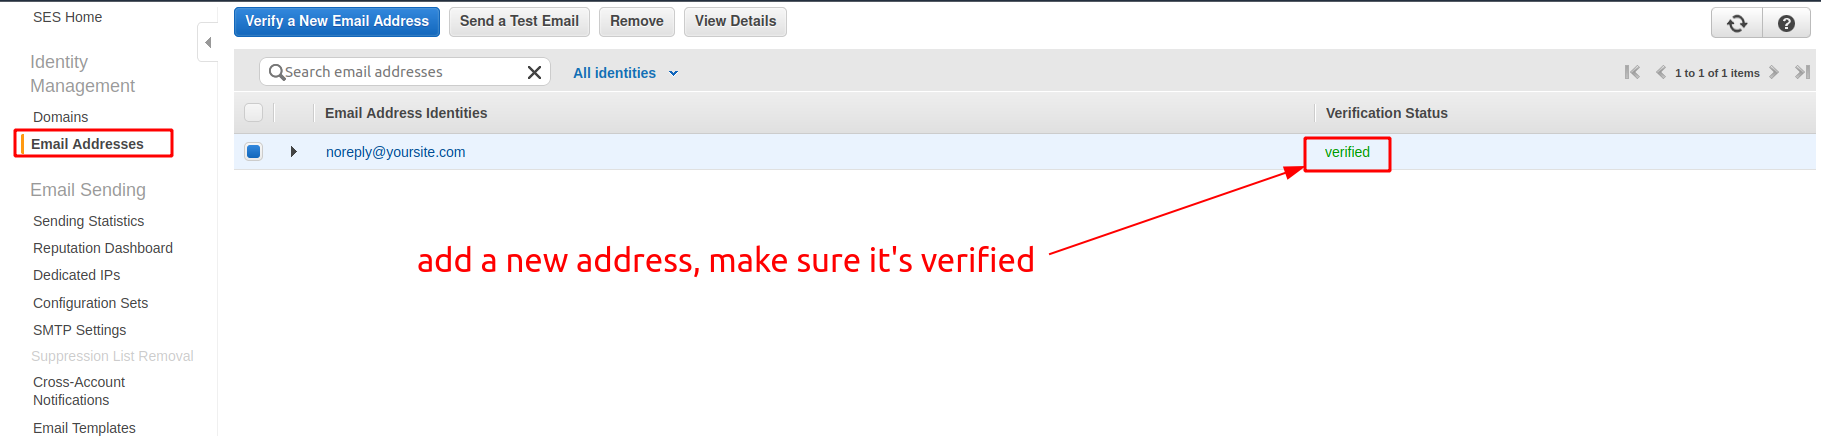 SES Home
Identity
Management
Domains
Email Addresses
Email Sending
Sending Statistics
Reputation Dashboard
Dedicated IPs
Configuration Sets
SMTP Settings
Suppression List Removal
Cross-Account
Notifications
Email Templates
Verify a New Email Address Send a Test Email Remove View Details
Search email addresses All identities 1 to 1 of 1 items
Email Address Identities Verification Status
noreply@yoursite.com verified
add a new address, make sure it's verified